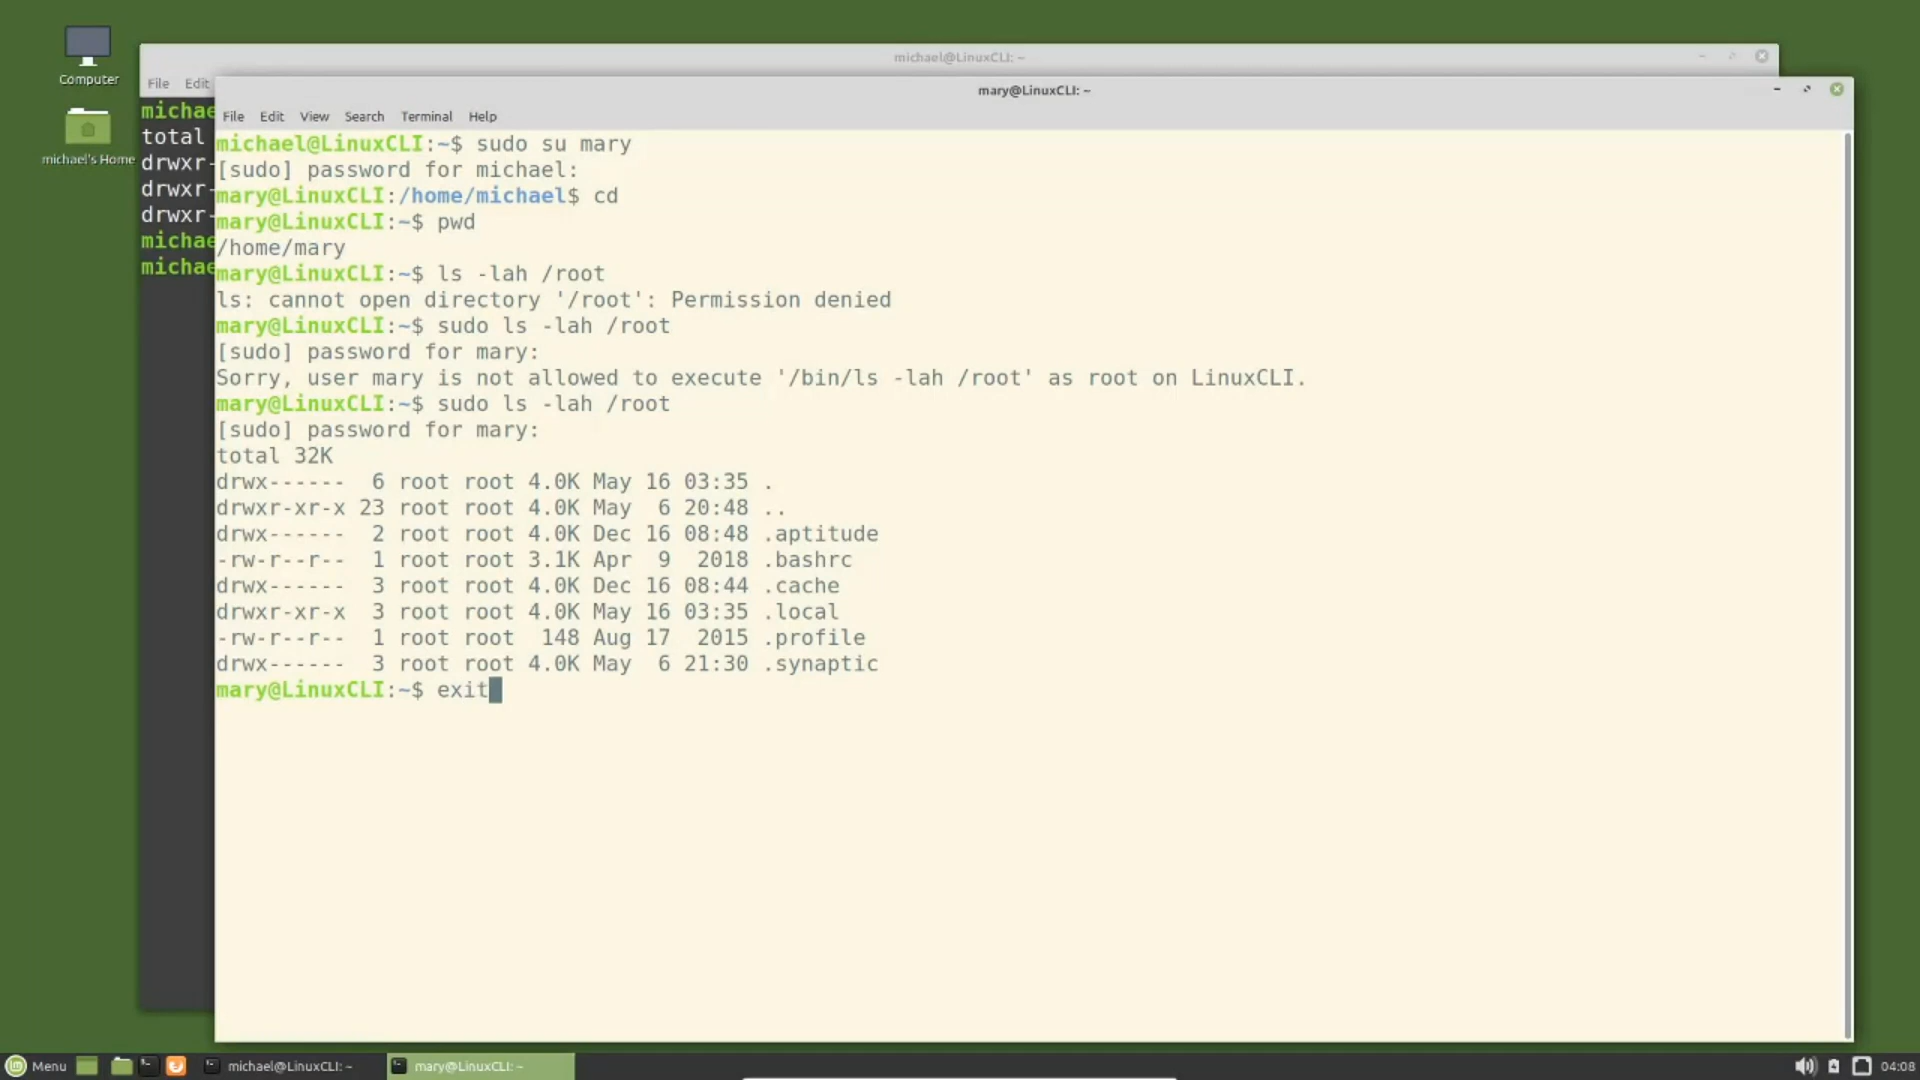 Computer
michael's Home
michael@LinuxCLI: ~
File Edit
michae
total
drwxr-
drwxr-
drwxr-
michae
michae
mary@LinuxCLI: ~
File Edit View Search Terminal Help
michael@LinuxCLI:~$ sudo su mary
[sudo] password for michael:
mary@LinuxCLI:/home/michael$ cd
mary@LinuxCLI:~$ pwd
/home/mary
mary@LinuxCLI:~$ ls -lah /root
ls: cannot open directory '/root': Permission denied
mary@LinuxCLI:~$ sudo ls -lah /root
[sudo] password for mary:
Sorry, user mary is not allowed to execute '/bin/ls -lah /root' as root on LinuxCLI.
mary@LinuxCLI:~$ sudo ls -lah /root
[sudo] password for mary:
total 32K
drwx------  6 root root 4.0K May 16 03:35 .
drwxr-xr-x 23 root root 4.0K May  6 20:48 ..
drwx------  2 root root 4.0K Dec 16 08:48 .aptitude
-rw-r--r--  1 root root 3.1K Apr  9  2018 .bashrc
drwx------  3 root root 4.0K Dec 16 08:44 .cache
drwxr-xr-x  3 root root 4.0K May 16 03:35 .local
-rw-r--r--  1 root root  148 Aug 17  2015 .profile
drwx------  3 root root 4.0K May  6 21:30 .synaptic
mary@LinuxCLI:~$ exit
Menu michael@LinuxCLI: ~ mary@LinuxCLI: ~ 04:08